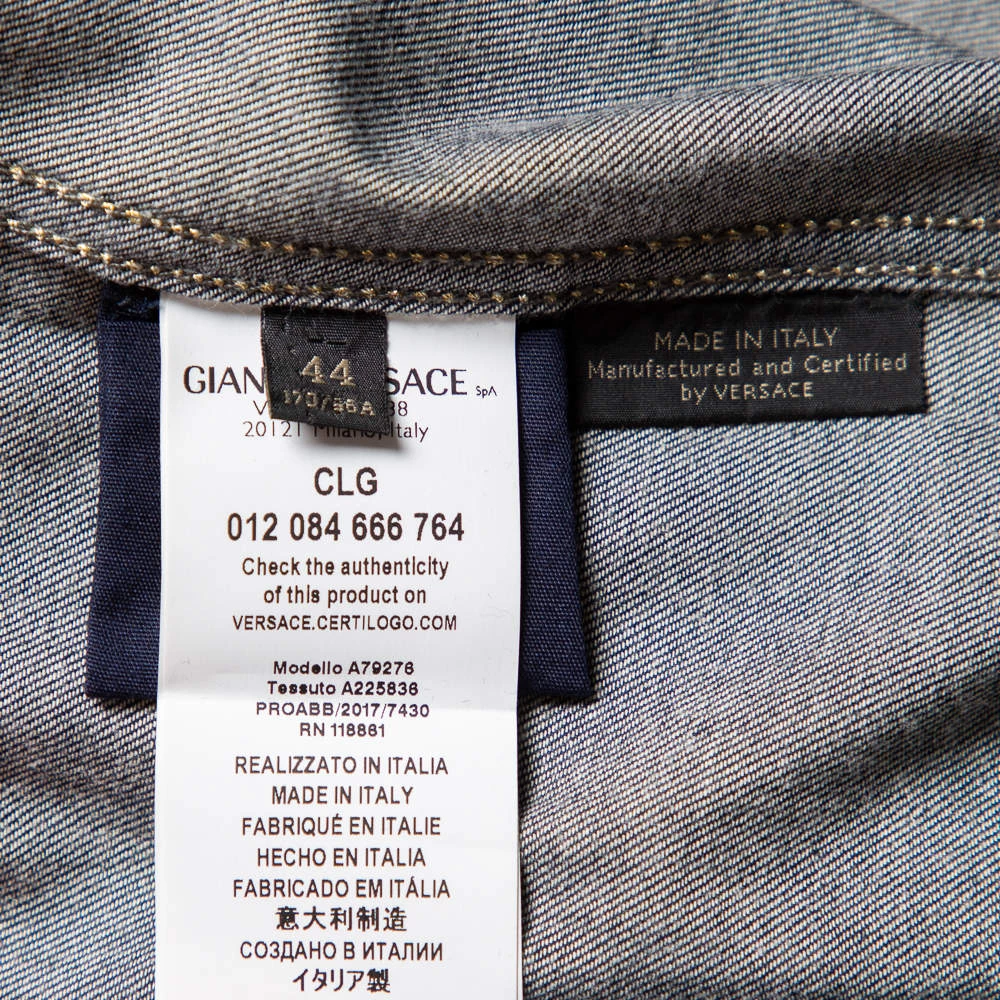 44
170/ A
SpA
20121 Milano, Italy
CLG
012 084 666 764
Check the authenticity
of this product on
VERSACE.CERTILOGO.COM
Modello A79276
Tessuto A225836
PROABB/2017/7430
RN 118861
REALIZZATO IN ITALIA
MADE IN ITALY
FABRIQUÉ EN ITALIE
HECHO EN ITALIA
FABRICADO EM ITÁLIA
意大利制造
СОЗДАНО В ИТАЛИИ
イタリア製
MADE IN ITALY
Manufactured and Certified
by VERSACE